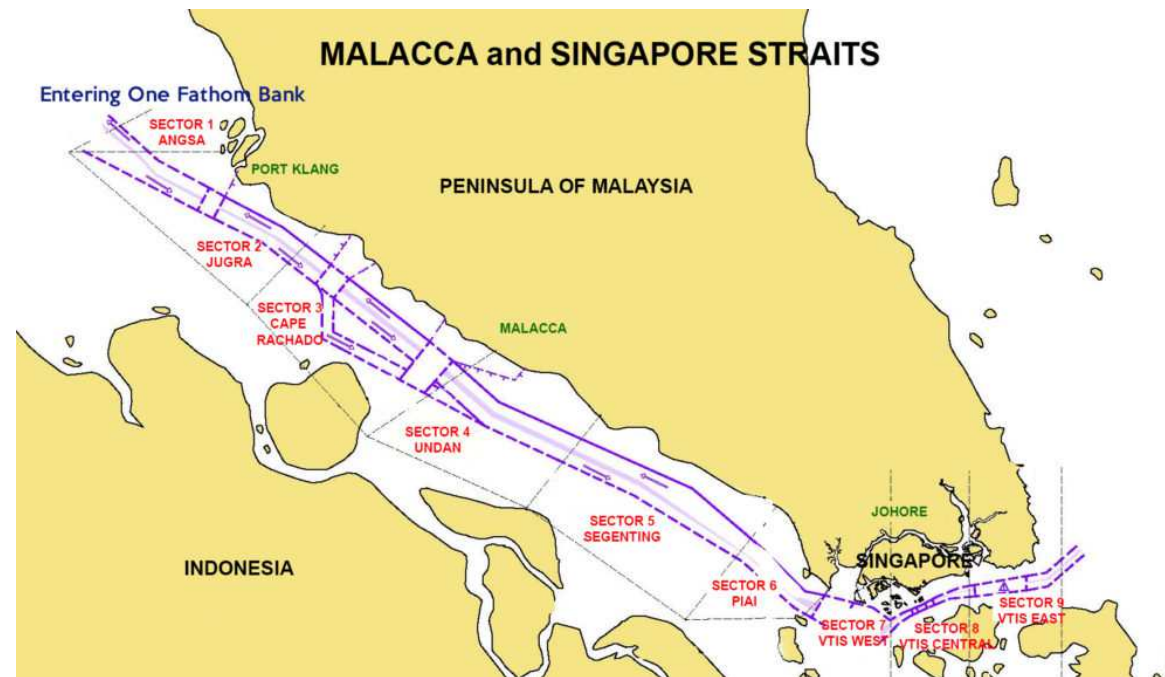 MALACCA and SINGAPORE STRAITS
Entering One Fathom Bank
SECTOR 1
ANGSA
PORT KLANG
PENINSULA OF MALAYSIA
SECTOR 2
JUGRA
SECTOR 3
CAPE
RACHADO
MALACCA
SECTOR 4
UNDAN
SECTOR 5
SEGENTING
JOHORE
SINGAPORE
INDONESIA
SECTOR 6
PIAI
SECTOR 7
VTIS WEST
SECTOR 8
VTIS CENTRAL
SECTOR 9
VTIS EAST